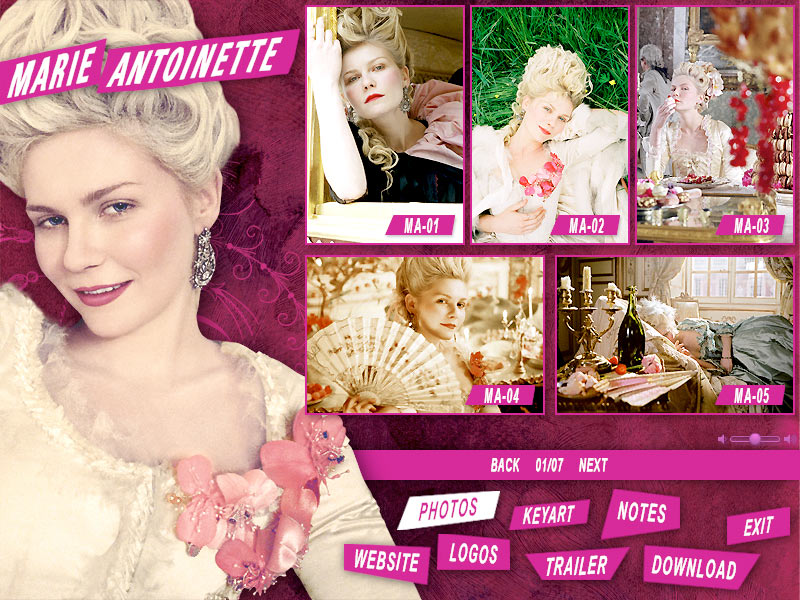 MARIE ANTOINETTE
MA-01
MA-02
MA-03
MA-04
MA-05
BACK 01/07 NEXT
PHOTOS
KEYART
NOTES
EXIT
WEBSITE
LOGOS
TRAILER
DOWNLOAD